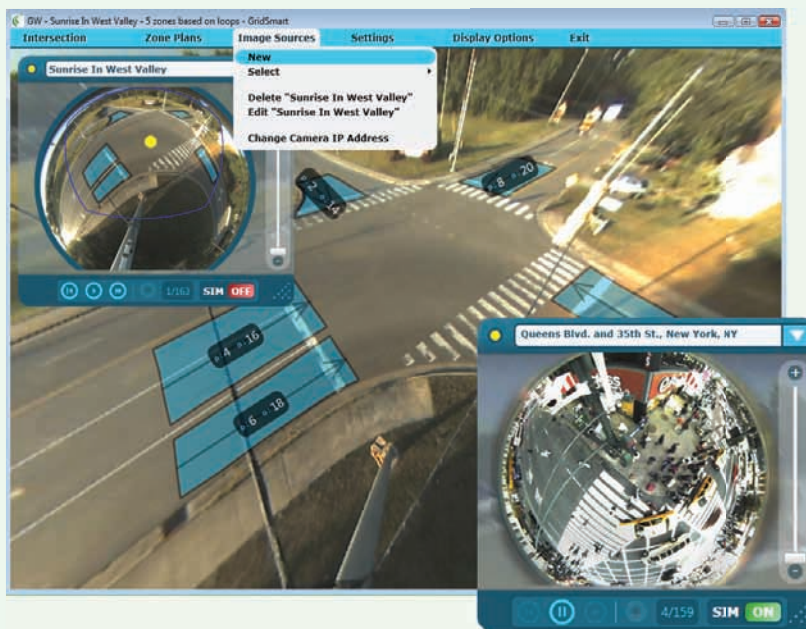 GW - Sunrise In West Valley - 5 zones based on loops - GridSmart
Intersection Zone Plans Image Sources Settings Display Options Exit
Sunrise In West Valley
New
Select
Delete "Sunrise In West Valley"
Edit "Sunrise In West Valley"
Change Camera IP Address
2 14
8 20
1/163 SIM OFF
4 16
6 18
Queens Blvd. and 35th St., New York, NY
4/159 SIM ON